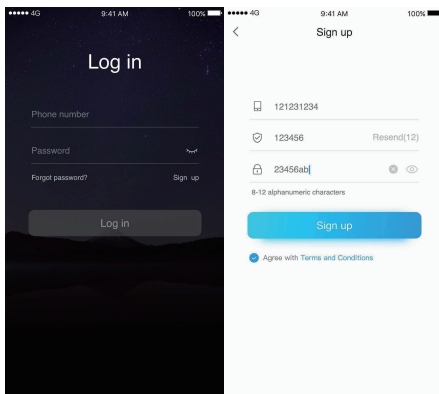 4G 9:41 AM 100%
Log in
Phone number
Password
Forgot password? Sign up
Log in
4G 9:41 AM 100%
Sign up
121231234
123456 Resend(12)
23456ab
8-12 alphanumeric characters
Sign up
Agree with Terms and Conditions